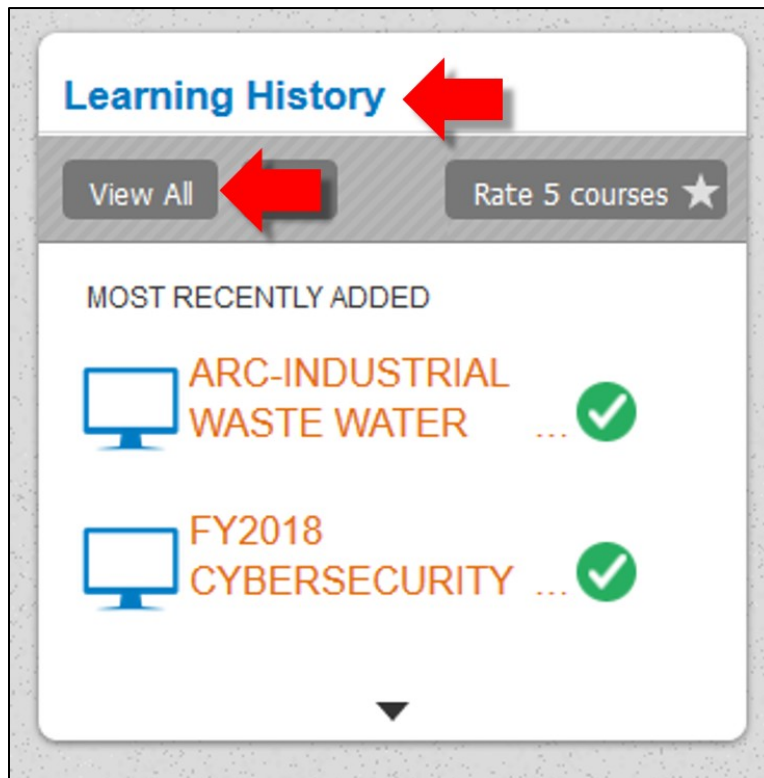 Learning History
View All
Rate 5 courses
MOST RECENTLY ADDED
ARC-INDUSTRIAL
WASTE WATER ...
FY2018
CYBERSECURITY ...